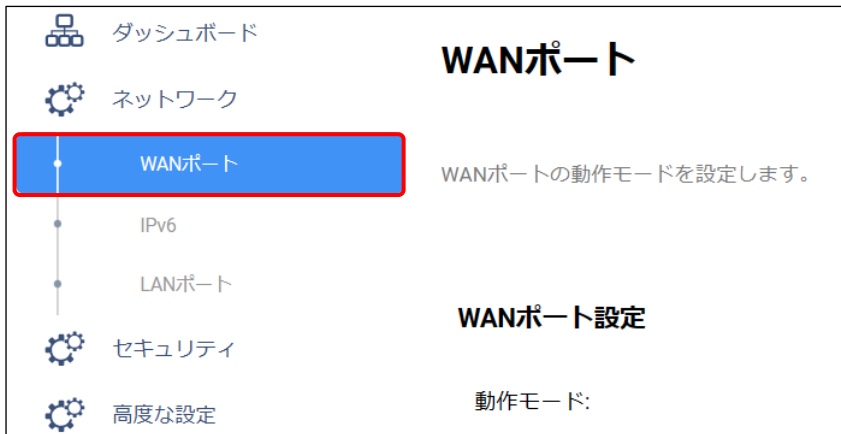 ダッシュボード
ネットワーク
WANポート
IPv6
LANポート
セキュリティ
高度な設定
WANポート
WANポートの動作モードを設定します。
WANポート設定
動作モード: